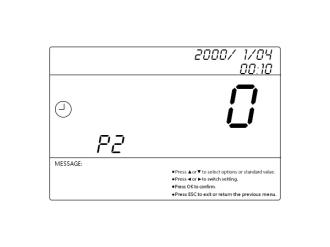 2000/ 1/04
00:10
0
P2
MESSAGE:
●Press ▲or▼ to select options or standard value.
●Press ◄ or ► to switch setting.
●Press OK to confirm.
●Press ESC to exit or return the previous menu.